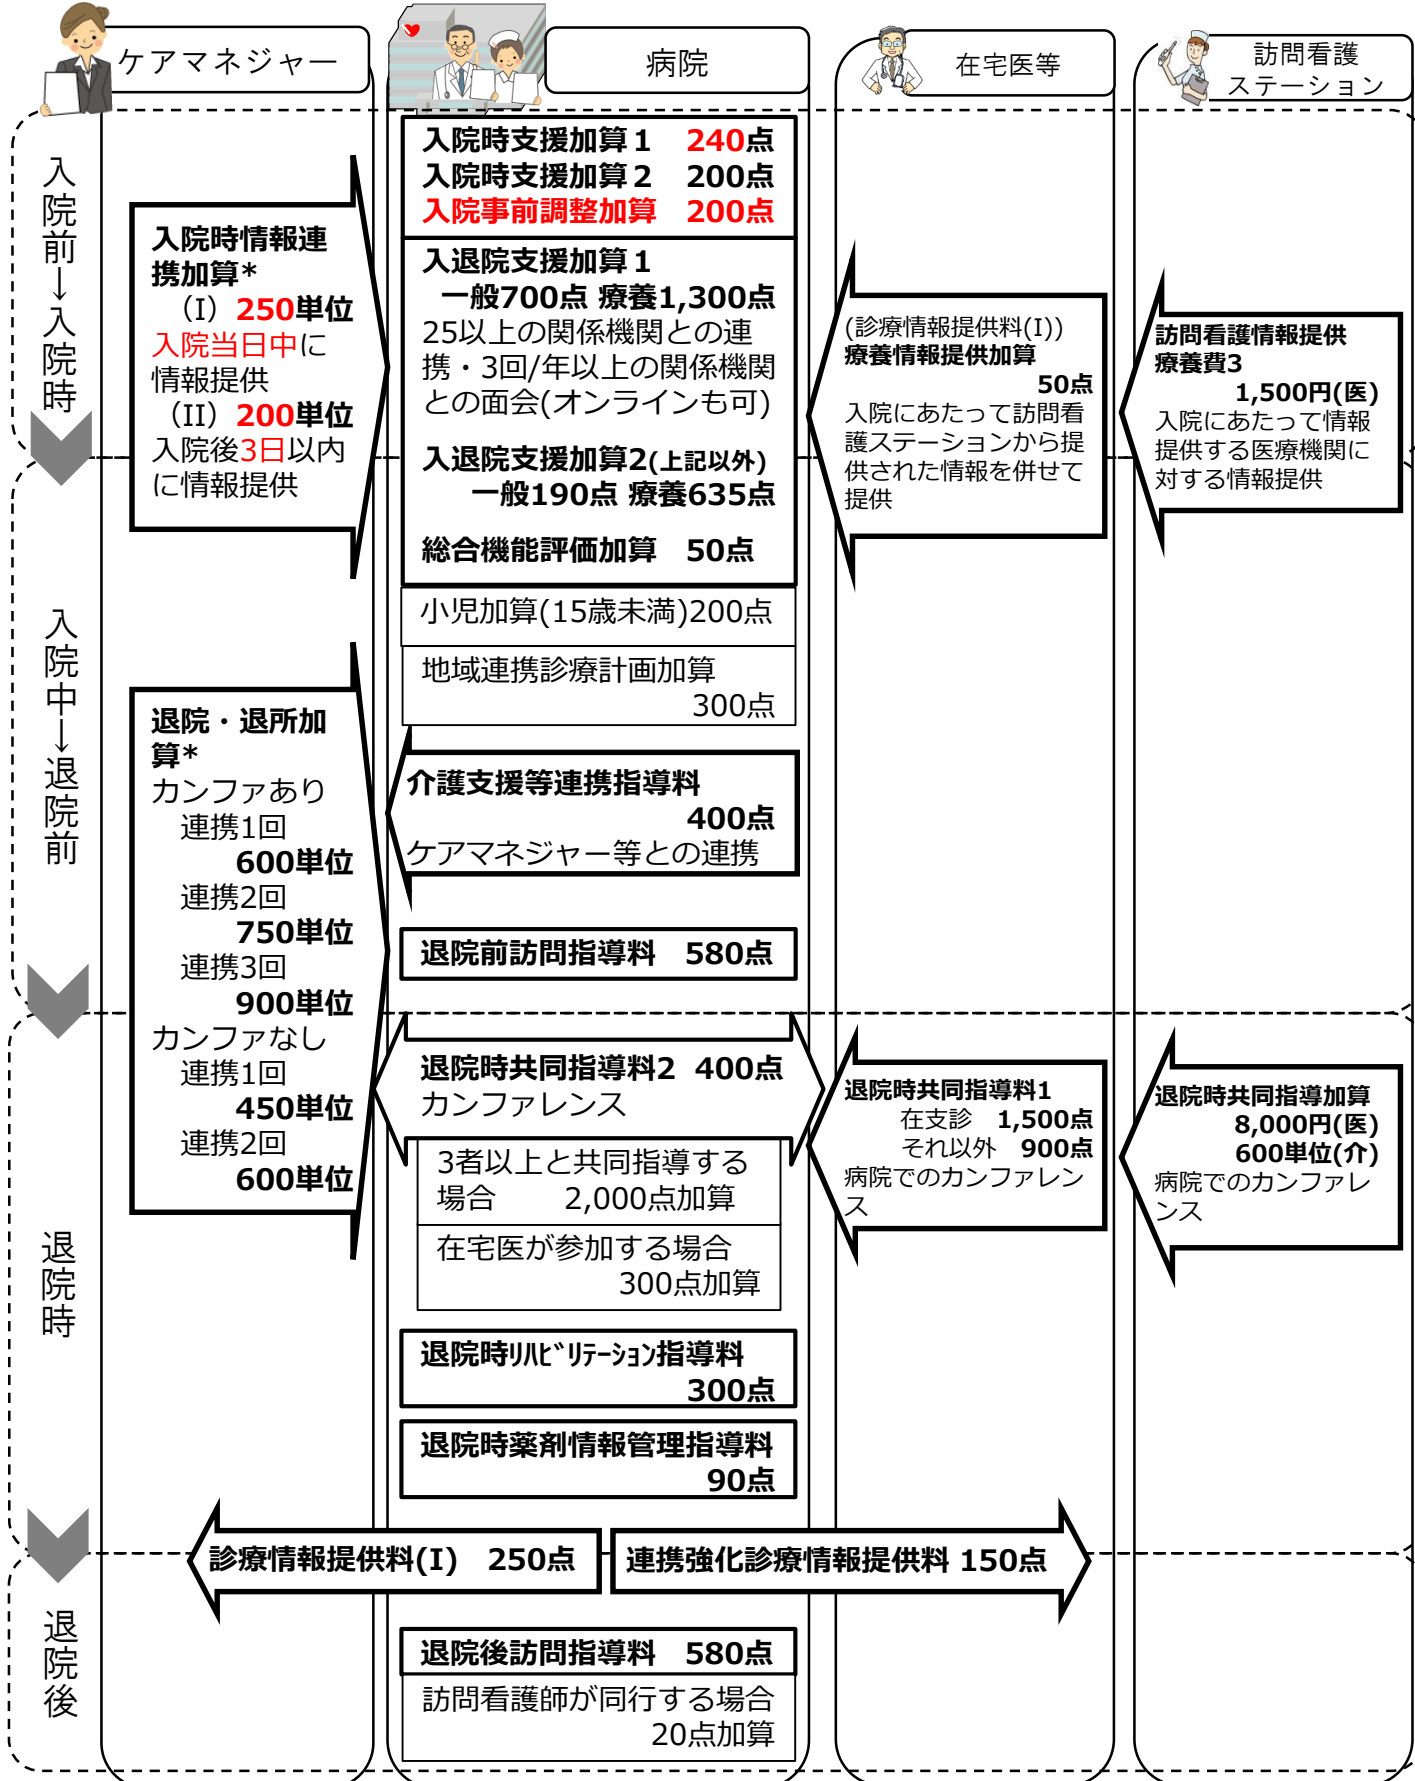 ケアマネジャー
病院
在宅医等
訪問看護
ステーション
入院前→入院時
入院時情報連
携加算*
(I) 250単位
入院当日中に
情報提供
(II) 200単位
入院後3日以内
に情報提供
入院時支援加算１ 240点
入院時支援加算２ 200点
入院事前調整加算 200点
入退院支援加算１
一般700点 療養1,300点
25以上の関係機関との連
携・3回/年以上の関係機関
との面会(オンラインも可)
入退院支援加算2(上記以外)
一般190点 療養635点
総合機能評価加算 50点
小児加算(15歳未満)200点
地域連携診療計画加算
300点
(診療情報提供料(I))
療養情報提供加算
50点
入院にあたって訪問看
護ステーションから提
供された情報を併せて
提供
訪問看護情報提供
療養費3
1,500円(医)
入院にあたって情報
提供する医療機関に
対する情報提供
入院中→退院前
退院・退所加
算*
カンファあり
連携1回
600単位
連携2回
750単位
連携3回
900単位
カンファなし
連携1回
450単位
連携2回
600単位
介護支援等連携指導料
400点
ケアマネジャー等との連携
退院前訪問指導料 580点
退院時
退院時共同指導料2 400点
カンファレンス
3者以上と共同指導する
場合 2,000点加算
在宅医が参加する場合
300点加算
退院時共同指導料1
在支診 1,500点
それ以外 900点
病院でのカンファレン
ス
退院時共同指導加算
8,000円(医)
600単位(介)
病院でのカンファレ
ンス
退院時ﾘﾊﾋﾞﾘﾃｰｼｮﾝ指導料
300点
退院時薬剤情報管理指導料
90点
診療情報提供料(I) 250点
連携強化診療情報提供料 150点
退院後
退院後訪問指導料 580点
訪問看護師が同行する場合
20点加算